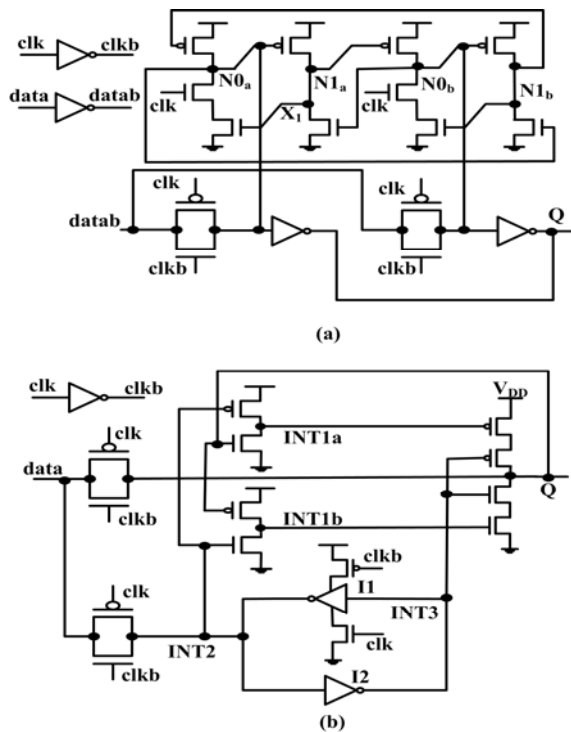 clk clkb
data datab
N0a N1a N0b N1b
clk X1 clk
clk clk
datab Q
clkb clkb
(a)
clk clkb
VDD
clk INT1a
data Q
clkb INT1b
clkb
clk I1 INT3
INT2 clk
clkb I2
(b)